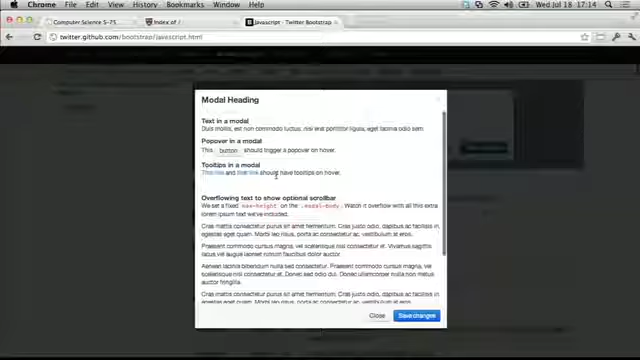 Chrome File Edit View History Bookmarks Window Help Wed Jul 18 17:14
Computer Science S-75 Index of / Javascript · Twitter Bootstrap
twitter.github.com/bootstrap/javascript.html
Modal Heading
Text in a modal
Duis mollis, est non commodo luctus, nisi erat porttitor ligula, eget lacinia odio sem.
Popover in a modal
This button should trigger a popover on hover.
Tooltips in a modal
This link and that link should have tooltips on hover.
Overflowing text to show optional scrollbar
We set a fixed max-height on the .modal-body. Watch it overflow with all this extra
lorem ipsum text we've included.
Cras mattis consectetur purus sit amet fermentum. Cras justo odio, dapibus ac facilisis in,
egestas eget quam. Morbi leo risus, porta ac consectetur ac, vestibulum at eros.
Praesent commodo cursus magna, vel scelerisque nisl consectetur et. Vivamus sagittis
lacus vel augue laoreet rutrum faucibus dolor auctor.
Aenean lacinia bibendum nulla sed consectetur. Praesent commodo cursus magna, vel
scelerisque nisl consectetur et. Donec sed odio dui. Donec ullamcorper nulla non metus auctor
fringilla.
Cras mattis consectetur purus sit amet fermentum. Cras justo odio, dapibus ac facilisis in,
egestas eget quam. Morbi leo risus, porta ac consectetur ac, vestibulum at eros.
Close Save changes